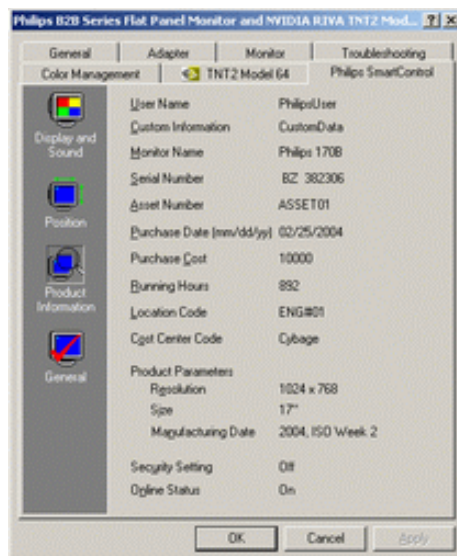 Philips B2B Series Flat Panel Monitor and NVIDIA RIVA TNT2 Mod... ? X
General Adapter Monitor Troubleshooting
Color Management TNT2 Model 64 Philips SmartControl
Display and Sound
Position
Product Information
General
User Name PhilipsUser
Custom Information CustomData
Monitor Name Philips 170B
Serial Number BZ 382306
Asset Number ASSET01
Purchase Date (mm/dd/yy) 02/25/2004
Purchase Cost 10000
Running Hours 892
Location Code ENG#01
Cost Center Code Cybage
Product Parameters
Resolution 1024 x 768
Size 17"
Manufacturing Date 2004, ISO Week 2
Security Setting Off
Online Status On
OK Cancel Apply